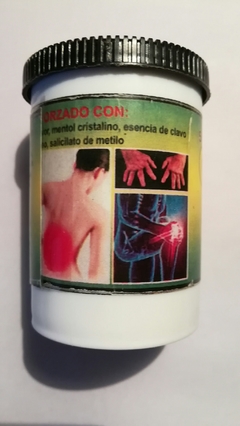 ORZADO CON:
mentol cristalino, esencia de clavo
salicilato de metilo